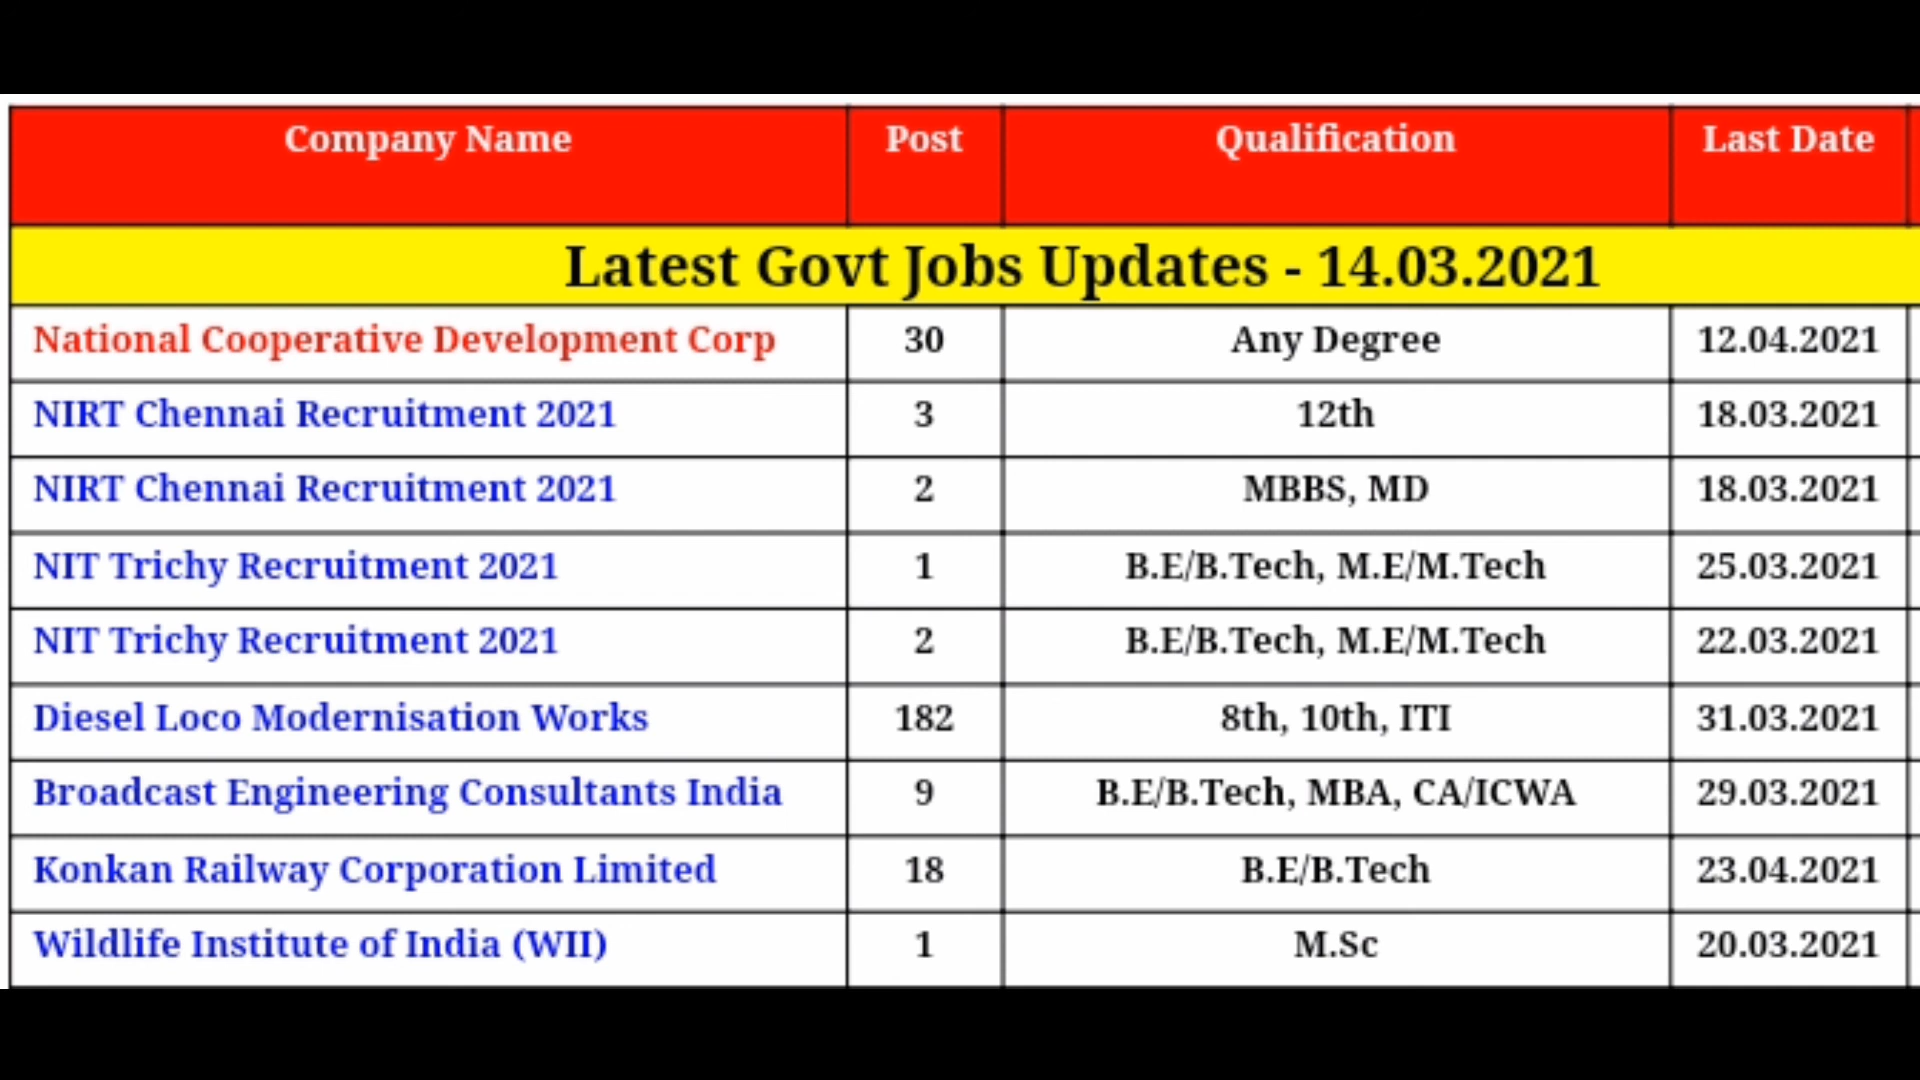 Company Name Post Qualification Last Date
Latest Govt Jobs Updates - 14.03.2021
National Cooperative Development Corp 30 Any Degree 12.04.2021
NIRT Chennai Recruitment 2021 3 12th 18.03.2021
NIRT Chennai Recruitment 2021 2 MBBS, MD 18.03.2021
NIT Trichy Recruitment 2021 1 B.E/B.Tech, M.E/M.Tech 25.03.2021
NIT Trichy Recruitment 2021 2 B.E/B.Tech, M.E/M.Tech 22.03.2021
Diesel Loco Modernisation Works 182 8th, 10th, ITI 31.03.2021
Broadcast Engineering Consultants India 9 B.E/B.Tech, MBA, CA/ICWA 29.03.2021
Konkan Railway Corporation Limited 18 B.E/B.Tech 23.04.2021
Wildlife Institute of India (WII) 1 M.Sc 20.03.2021